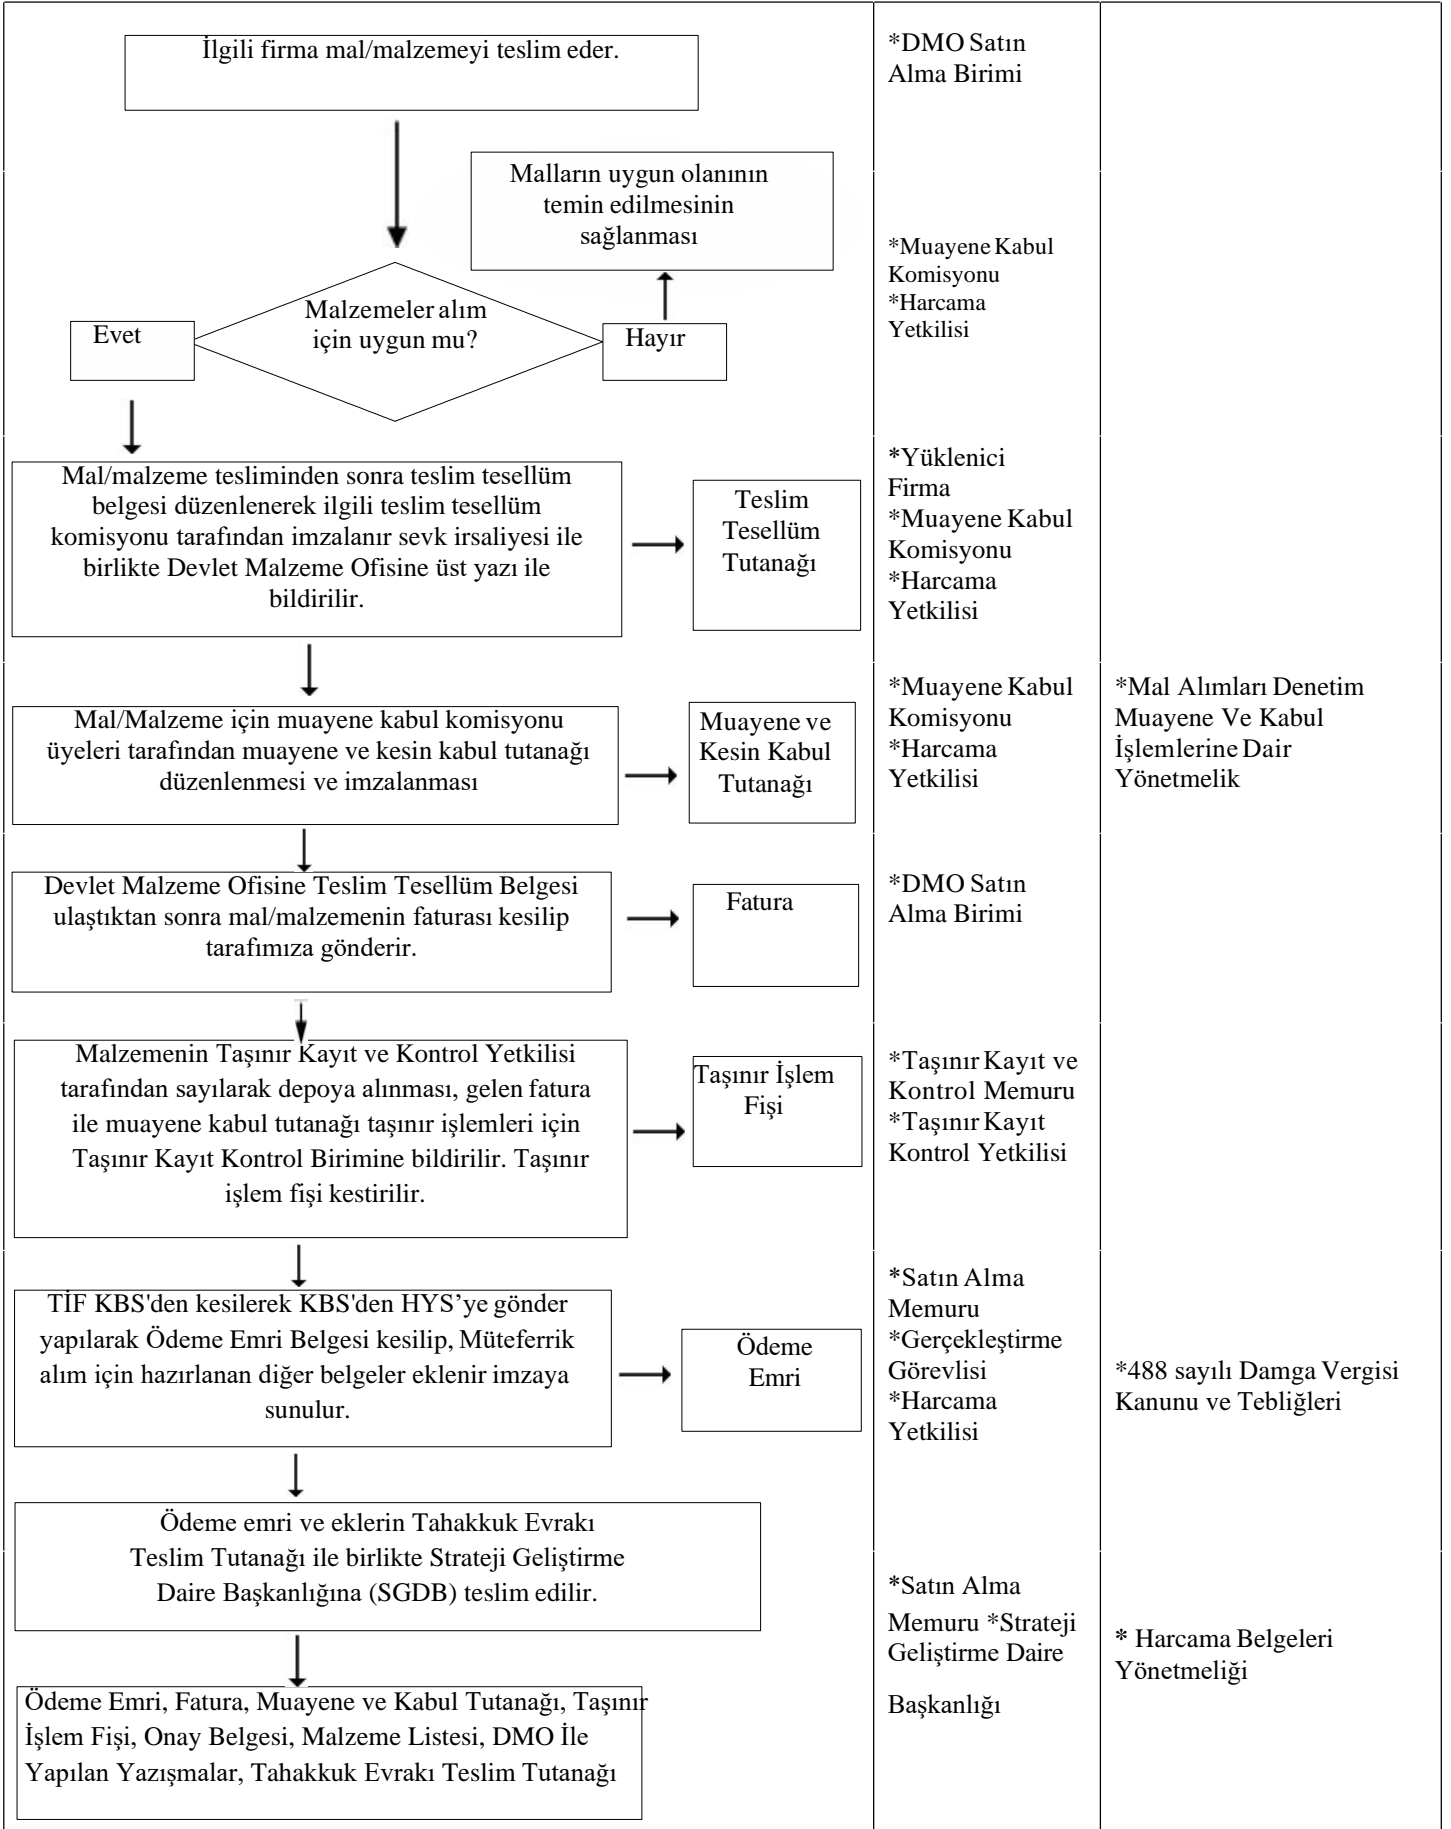 İlgili firma mal/malzemeyi teslim eder.
*DMO Satın
Alma Birimi
Malların uygun olanının
temin edilmesinin
sağlanması
Malzemeler alım
için uygun mu?
Evet
Hayır
*Muayene Kabul
Komisyonu
*Harcama
Yetkilisi
Mal/malzeme tesliminden sonra teslim tesellüm
belgesi düzenlenerek ilgili teslim tesellüm
komisyonu tarafından imzalanır sevk irsaliyesi ile
birlikte Devlet Malzeme Ofisine üst yazı ile
bildirilir.
Teslim
Tesellüm
Tutanağı
*Yüklenici
Firma
*Muayene Kabul
Komisyonu
*Harcama
Yetkilisi
Mal/Malzeme için muayene kabul komisyonu
üyeleri tarafından muayene ve kesin kabul tutanağı
düzenlenmesi ve imzalanması
Muayene ve
Kesin Kabul
Tutanağı
*Muayene Kabul
Komisyonu
*Harcama
Yetkilisi
*Mal Alımları Denetim
Muayene Ve Kabul
İşlemlerine Dair
Yönetmelik
Devlet Malzeme Ofisine Teslim Tesellüm Belgesi
ulaştıktan sonra mal/malzemenin faturası kesilip
tarafımıza gönderir.
Fatura
*DMO Satın
Alma Birimi
Malzemenin Taşınır Kayıt ve Kontrol Yetkilisi
tarafından sayılarak depoya alınması, gelen fatura
ile muayene kabul tutanağı taşınır işlemleri için
Taşınır Kayıt Kontrol Birimine bildirilir. Taşınır
işlem fişi kestirilir.
Taşınır İşlem
Fişi
*Taşınır Kayıt ve
Kontrol Memuru
*Taşınır Kayıt
Kontrol Yetkilisi
TİF KBS'den kesilerek KBS'den HYS’ye gönder
yapılarak Ödeme Emri Belgesi kesilip, Müteferrik
alım için hazırlanan diğer belgeler eklenir imzaya
sunulur.
Ödeme
Emri
*Satın Alma
Memuru
*Gerçekleştirme
Görevlisi
*Harcama
Yetkilisi
*488 sayılı Damga Vergisi
Kanunu ve Tebliğleri
Ödeme emri ve eklerin Tahakkuk Evrakı
Teslim Tutanağı ile birlikte Strateji Geliştirme
Daire Başkanlığına (SGDB) teslim edilir.
*Satın Alma
Memuru *Strateji
Geliştirme Daire
Başkanlığı
* Harcama Belgeleri
Yönetmeliği
Ödeme Emri, Fatura, Muayene ve Kabul Tutanağı, Taşınır
İşlem Fişi, Onay Belgesi, Malzeme Listesi, DMO İle
Yapılan Yazışmalar, Tahakkuk Evrakı Teslim Tutanağı